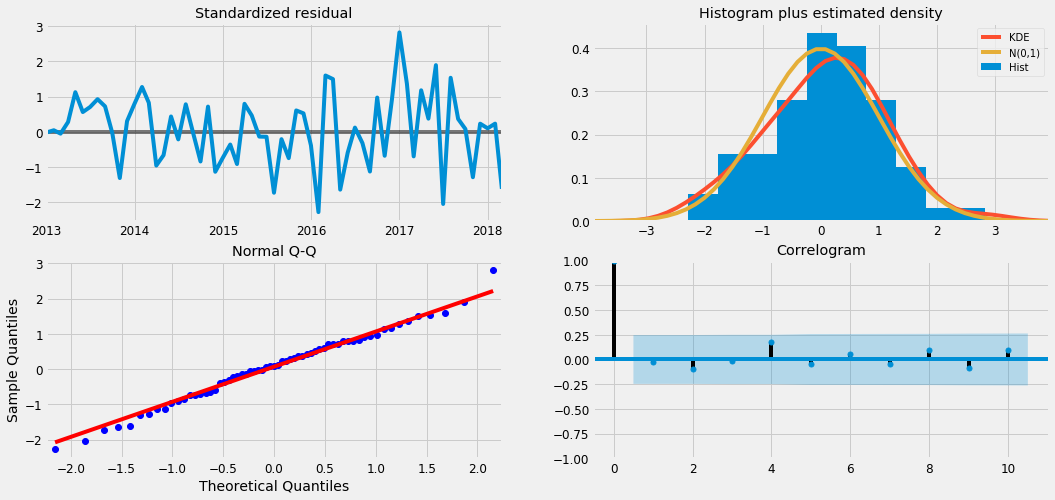 Standardized residual
3
2
1
0
−1
−2
2013 2014 2015 2016 2017 2018
Histogram plus estimated density
KDE
N(0,1)
Hist
0.4
0.3
0.2
0.1
0.0
−3 −2 −1 0 1 2 3
Normal Q-Q
3
2
1
0
−1
−2
Sample Quantiles
−2.0 −1.5 −1.0 −0.5 0.0 0.5 1.0 1.5 2.0
Theoretical Quantiles
Correlogram
1.00
0.75
0.50
0.25
0.00
−0.25
−0.50
−0.75
−1.00
0 2 4 6 8 10